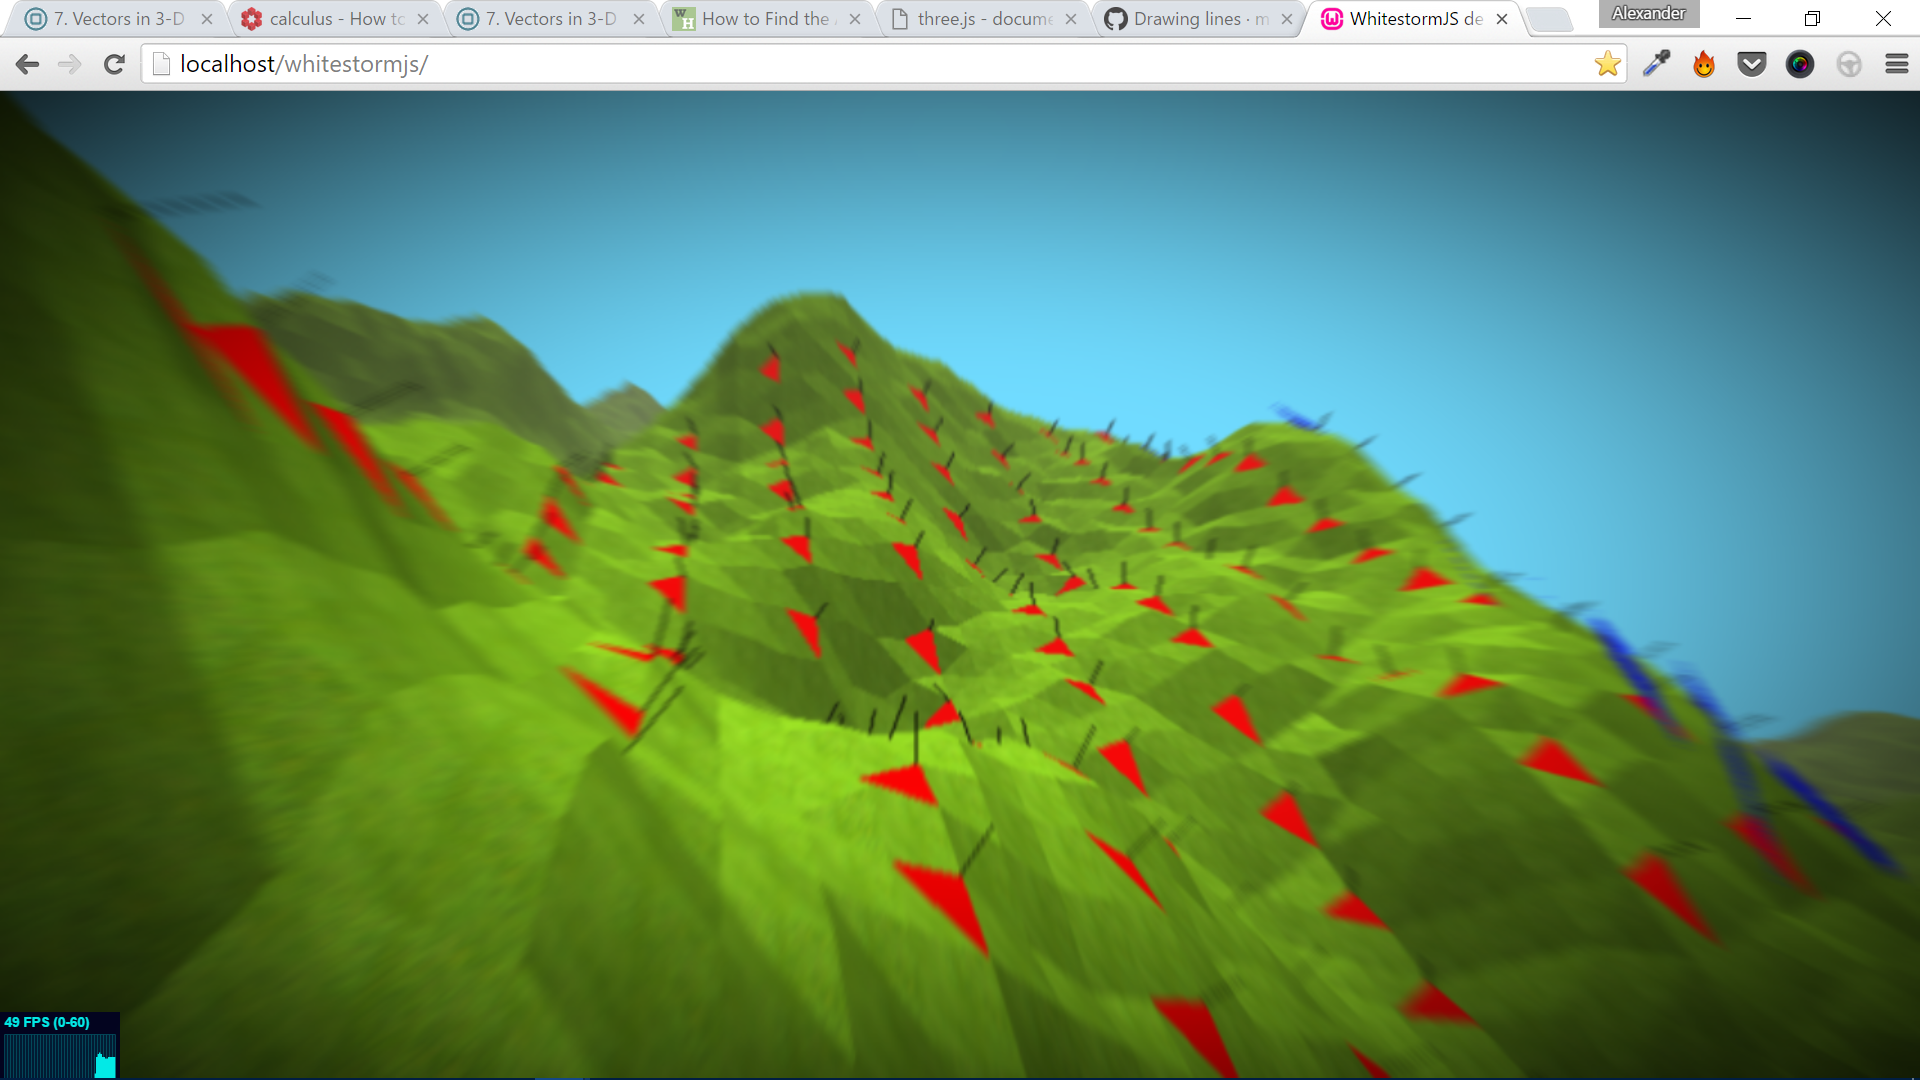 7. Vectors in 3-D
calculus - How to
7. Vectors in 3-D
How to Find the
three.js - docume
Drawing lines · m
WhitestormJS de
Alexander
localhost/whitestormjs/
49 FPS (0-60)